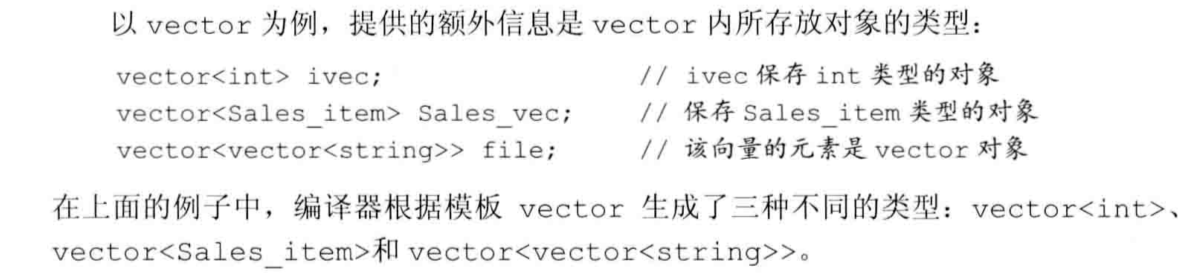 以 vector 为例，提供的额外信息是 vector 内所存放对象的类型：
vector<int> ivec; // ivec 保存 int 类型的对象
vector<Sales_item> Sales_vec; // 保存 Sales_item 类型的对象
vector<vector<string>> file; // 该向量的元素是 vector 对象
在上面的例子中，编译器根据模板 vector 生成了三种不同的类型：vector<int>、
vector<Sales_item>和 vector<vector<string>>。